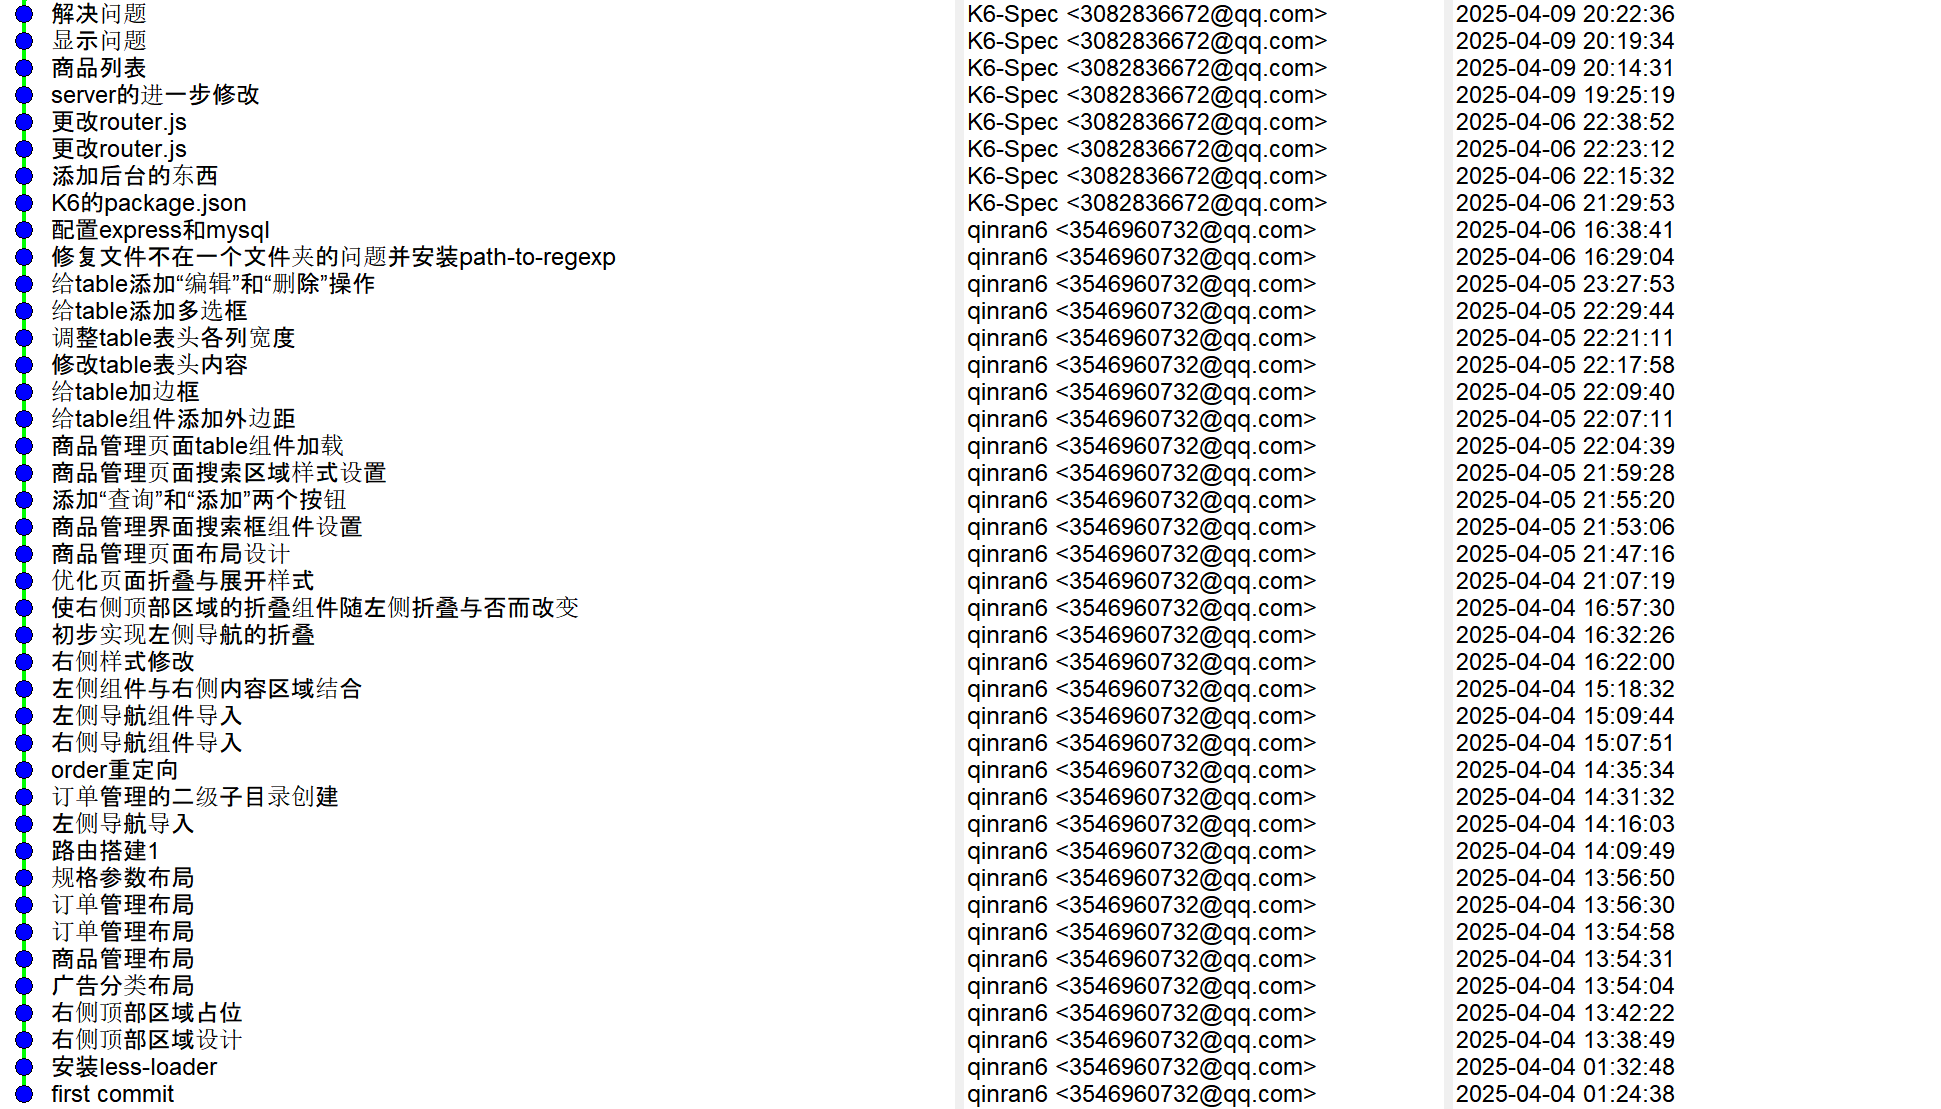 解决问题 K6-Spec <3082836672@qq.com> 2025-04-09 20:22:36
显示问题 K6-Spec <3082836672@qq.com> 2025-04-09 20:19:34
商品列表 K6-Spec <3082836672@qq.com> 2025-04-09 20:14:31
server的进一步修改 K6-Spec <3082836672@qq.com> 2025-04-09 19:25:19
更改router.js K6-Spec <3082836672@qq.com> 2025-04-06 22:38:52
更改router.js K6-Spec <3082836672@qq.com> 2025-04-06 22:23:12
添加后台的东西 K6-Spec <3082836672@qq.com> 2025-04-06 22:15:32
K6的package.json K6-Spec <3082836672@qq.com> 2025-04-06 21:29:53
配置express和mysql qinran6 <3546960732@qq.com> 2025-04-06 16:38:41
修复文件不在一个文件夹的问题并安装path-to-regexp qinran6 <3546960732@qq.com> 2025-04-06 16:29:04
给table添加“编辑”和“删除”操作 qinran6 <3546960732@qq.com> 2025-04-05 23:27:53
给table添加多选框 qinran6 <3546960732@qq.com> 2025-04-05 22:29:44
调整table表头各列宽度 qinran6 <3546960732@qq.com> 2025-04-05 22:21:11
修改table表头内容 qinran6 <3546960732@qq.com> 2025-04-05 22:17:58
给table加边框 qinran6 <3546960732@qq.com> 2025-04-05 22:09:40
给table组件添加外边距 qinran6 <3546960732@qq.com> 2025-04-05 22:07:11
商品管理页面table组件加载 qinran6 <3546960732@qq.com> 2025-04-05 22:04:39
商品管理页面搜索区域样式设置 qinran6 <3546960732@qq.com> 2025-04-05 21:59:28
添加“查询”和“添加”两个按钮 qinran6 <3546960732@qq.com> 2025-04-05 21:55:20
商品管理界面搜索框组件设置 qinran6 <3546960732@qq.com> 2025-04-05 21:53:06
商品管理页面布局设计 qinran6 <3546960732@qq.com> 2025-04-05 21:47:16
优化页面折叠与展开样式 qinran6 <3546960732@qq.com> 2025-04-04 21:07:19
使右侧顶部区域的折叠组件随左侧折叠与否而改变 qinran6 <3546960732@qq.com> 2025-04-04 16:57:30
初步实现左侧导航的折叠 qinran6 <3546960732@qq.com> 2025-04-04 16:32:26
右侧样式修改 qinran6 <3546960732@qq.com> 2025-04-04 16:22:00
左侧组件与右侧内容区域结合 qinran6 <3546960732@qq.com> 2025-04-04 15:18:32
左侧导航组件导入 qinran6 <3546960732@qq.com> 2025-04-04 15:09:44
右侧导航组件导入 qinran6 <3546960732@qq.com> 2025-04-04 15:07:51
order重定向 qinran6 <3546960732@qq.com> 2025-04-04 14:35:34
订单管理的二级子目录创建 qinran6 <3546960732@qq.com> 2025-04-04 14:31:32
左侧导航导入 qinran6 <3546960732@qq.com> 2025-04-04 14:16:03
路由搭建1 qinran6 <3546960732@qq.com> 2025-04-04 14:09:49
规格参数布局 qinran6 <3546960732@qq.com> 2025-04-04 13:56:50
订单管理布局 qinran6 <3546960732@qq.com> 2025-04-04 13:56:30
订单管理布局 qinran6 <3546960732@qq.com> 2025-04-04 13:54:58
商品管理布局 qinran6 <3546960732@qq.com> 2025-04-04 13:54:31
广告分类布局 qinran6 <3546960732@qq.com> 2025-04-04 13:54:04
右侧顶部区域占位 qinran6 <3546960732@qq.com> 2025-04-04 13:42:22
右侧顶部区域设计 qinran6 <3546960732@qq.com> 2025-04-04 13:38:49
安装less-loader qinran6 <3546960732@qq.com> 2025-04-04 01:32:48
first commit qinran6 <3546960732@qq.com> 2025-04-04 01:24:38